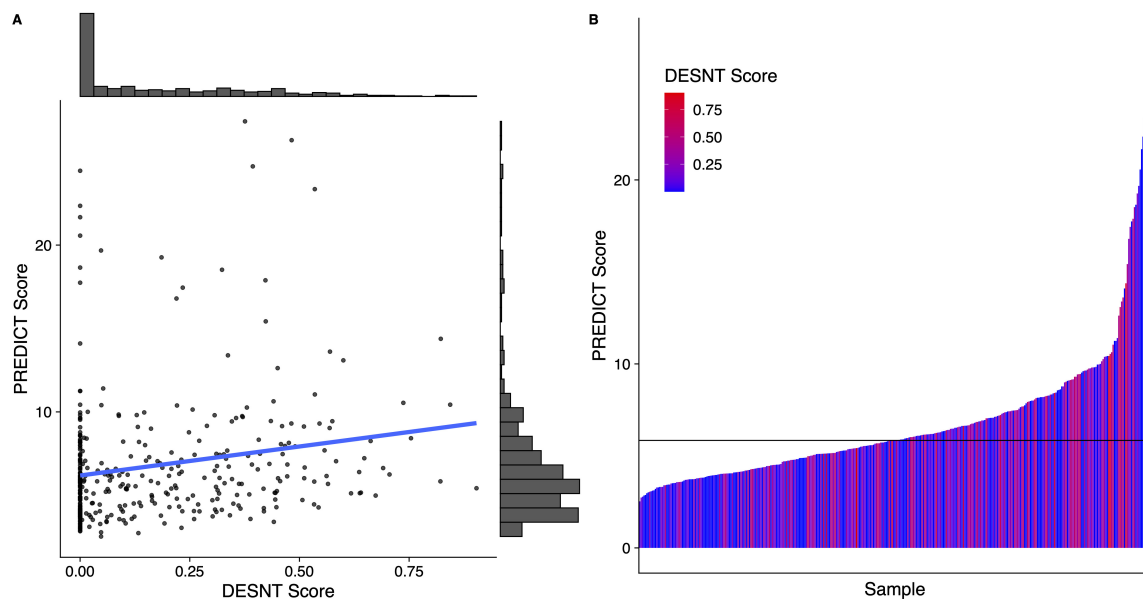 A
20
10
PREDICT Score
0.00 0.25 0.50 0.75
DESNT Score
B
DESNT Score
0.75
0.50
0.25
20
10
0
PREDICT Score
Sample